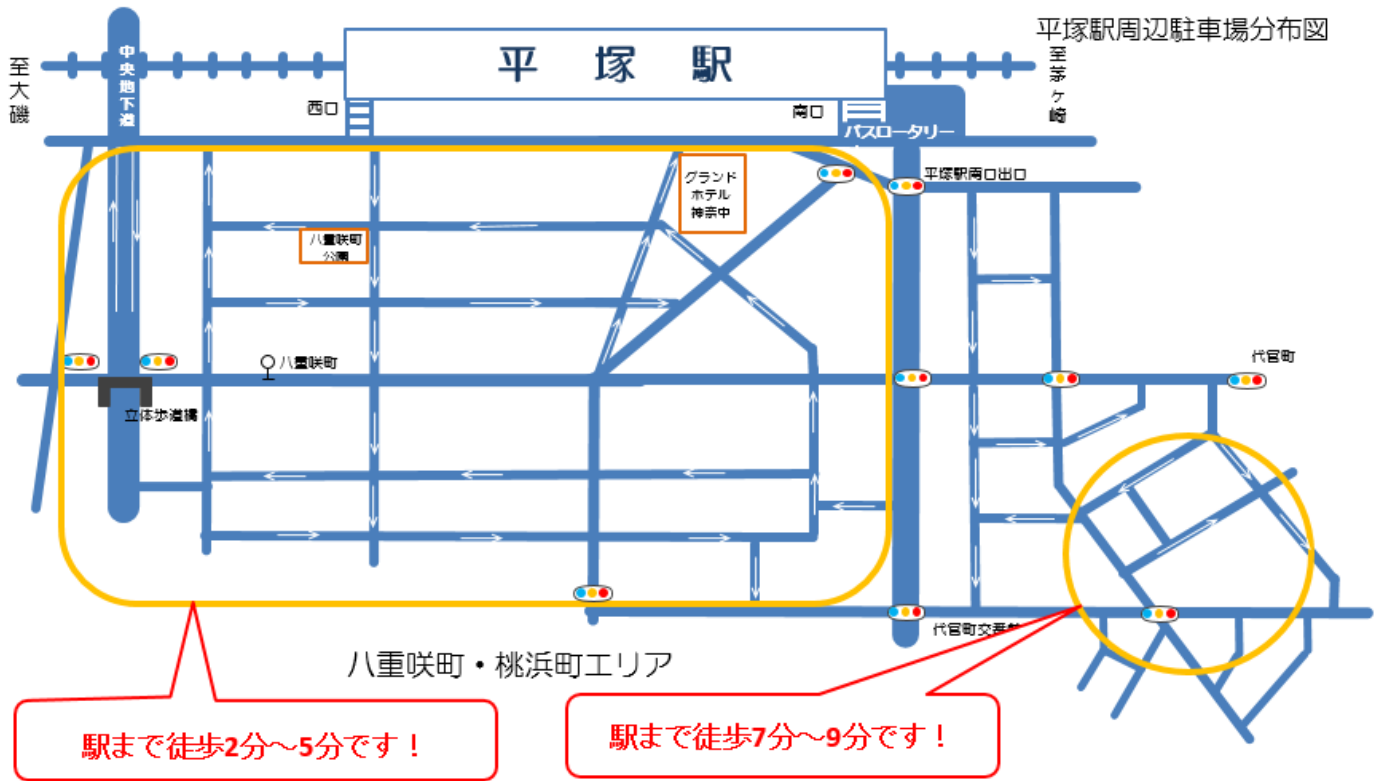 平塚駅周辺駐車場分布図
至大磯
中央地下道
平塚駅
至茅ヶ崎
西口
南口
バスロータリー
平塚駅南口出口
グランド
ホテル
神奈中
八重咲町
公園
八重咲町
代官町
立体歩道橋
代官町交番前
八重咲町・桃浜町エリア
駅まで徒歩2分～5分です！
駅まで徒歩7分～9分です！